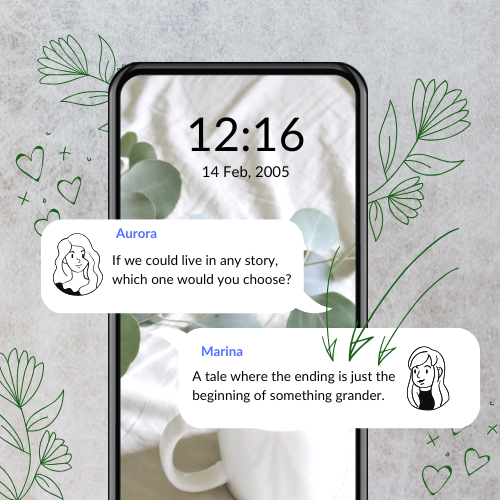 12:16
14 Feb, 2005
Aurora
If we could live in any story,
which one would you choose?
Marina
A tale where the ending is just the
beginning of something grander.